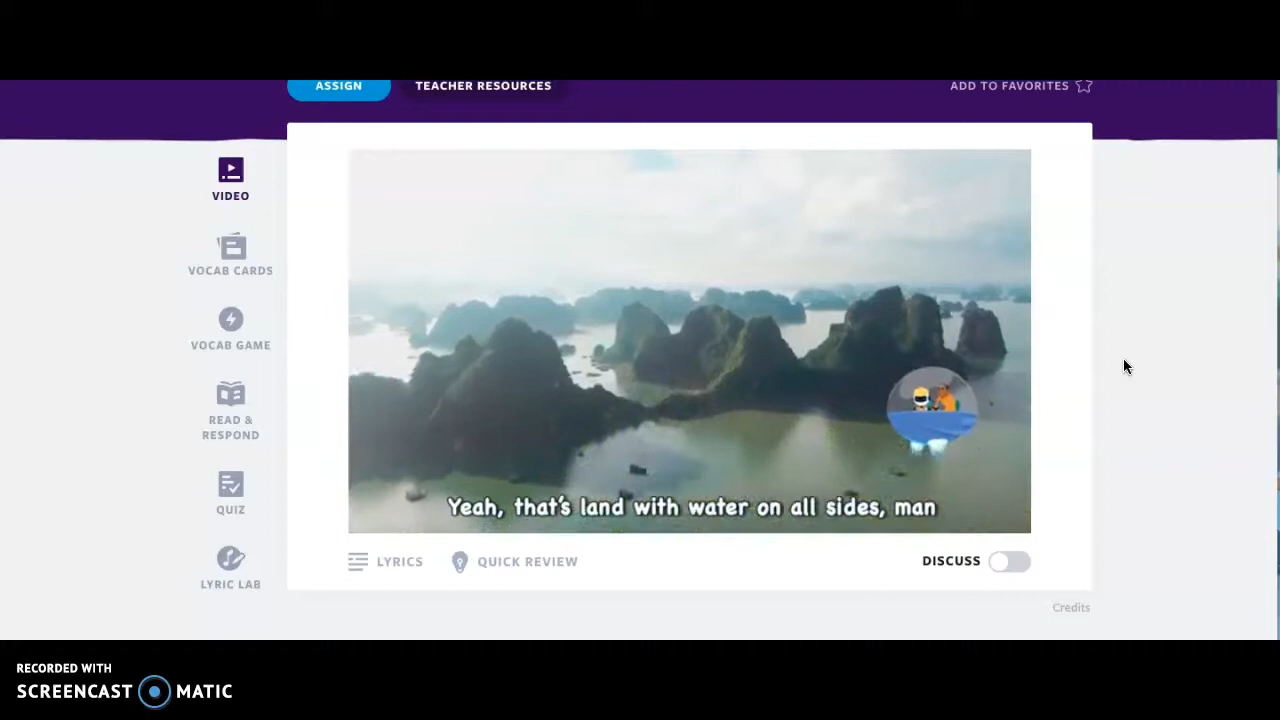 ASSIGN
TEACHER RESOURCES
ADD TO FAVORITES
VIDEO
VOCAB CARDS
VOCAB GAME
READ &
RESPOND
QUIZ
LYRIC LAB
Yeah, that's land with water on all sides, man
LYRICS
QUICK REVIEW
DISCUSS
Credits
RECORDED WITH
SCREENCAST MATIC